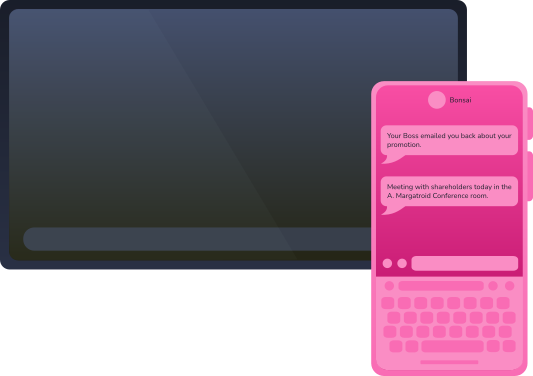 Bonsai
Your Boss emailed you back about your
promotion.
Meeting with shareholders today in the
A. Margatroid Conference room.